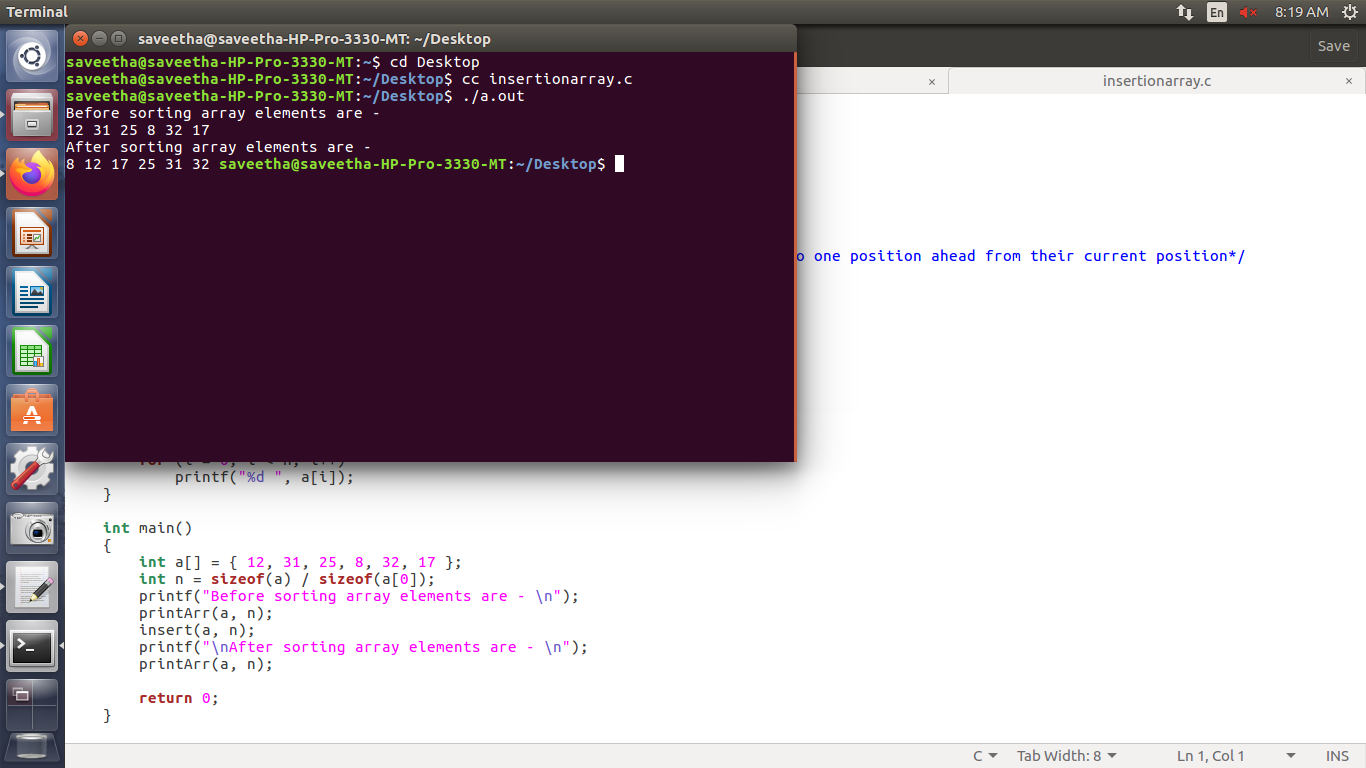 Terminal
En
8:19 AM
saveetha@saveetha-HP-Pro-3330-MT: ~/Desktop
Save
insertionarray.c
saveetha@saveetha-HP-Pro-3330-MT:~$ cd Desktop
saveetha@saveetha-HP-Pro-3330-MT:~/Desktop$ cc insertionarray.c
saveetha@saveetha-HP-Pro-3330-MT:~/Desktop$ ./a.out
Before sorting array elements are -
12 31 25 8 32 17
After sorting array elements are -
8 12 17 25 31 32 saveetha@saveetha-HP-Pro-3330-MT:~/Desktop$
one position ahead from their current position*/
printf("%d ", a[i]);
}
int main()
{
int a[] = { 12, 31, 25, 8, 32, 17 };
int n = sizeof(a) / sizeof(a[0]);
printf("Before sorting array elements are - \n");
printArr(a, n);
insert(a, n);
printf("\nAfter sorting array elements are - \n");
printArr(a, n);
return 0;
}
C Tab Width: 8 Ln 1, Col 1 INS